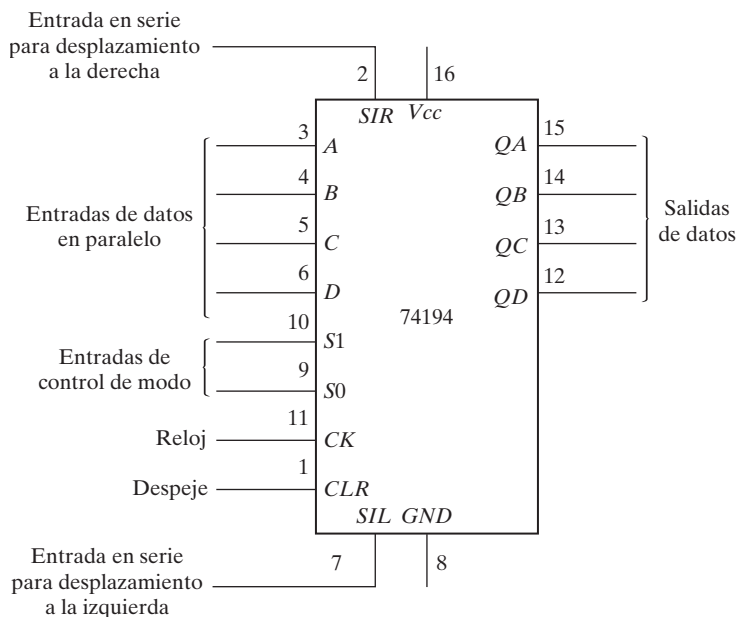 Entrada en serie
para desplazamiento
a la derecha
2
16
SIR
Vcc
3
A
QA
15
4
B
QB
14
Entradas de datos
en paralelo
5
C
QC
13
Salidas
de datos
6
D
QD
12
74194
10
S1
Entradas de
control de modo
9
S0
11
Reloj
CK
1
Despeje
CLR
SIL
GND
Entrada en serie
para desplazamiento
a la izquierda
7
8